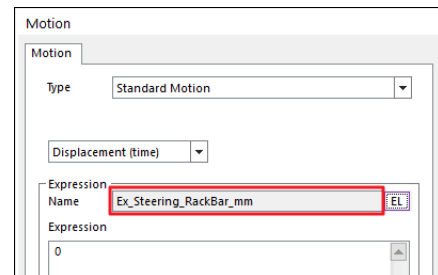 Motion
Motion
Type Standard Motion
Displacement (time)
Expression
Name Ex_Steering_RackBar_mm EL
Expression
0